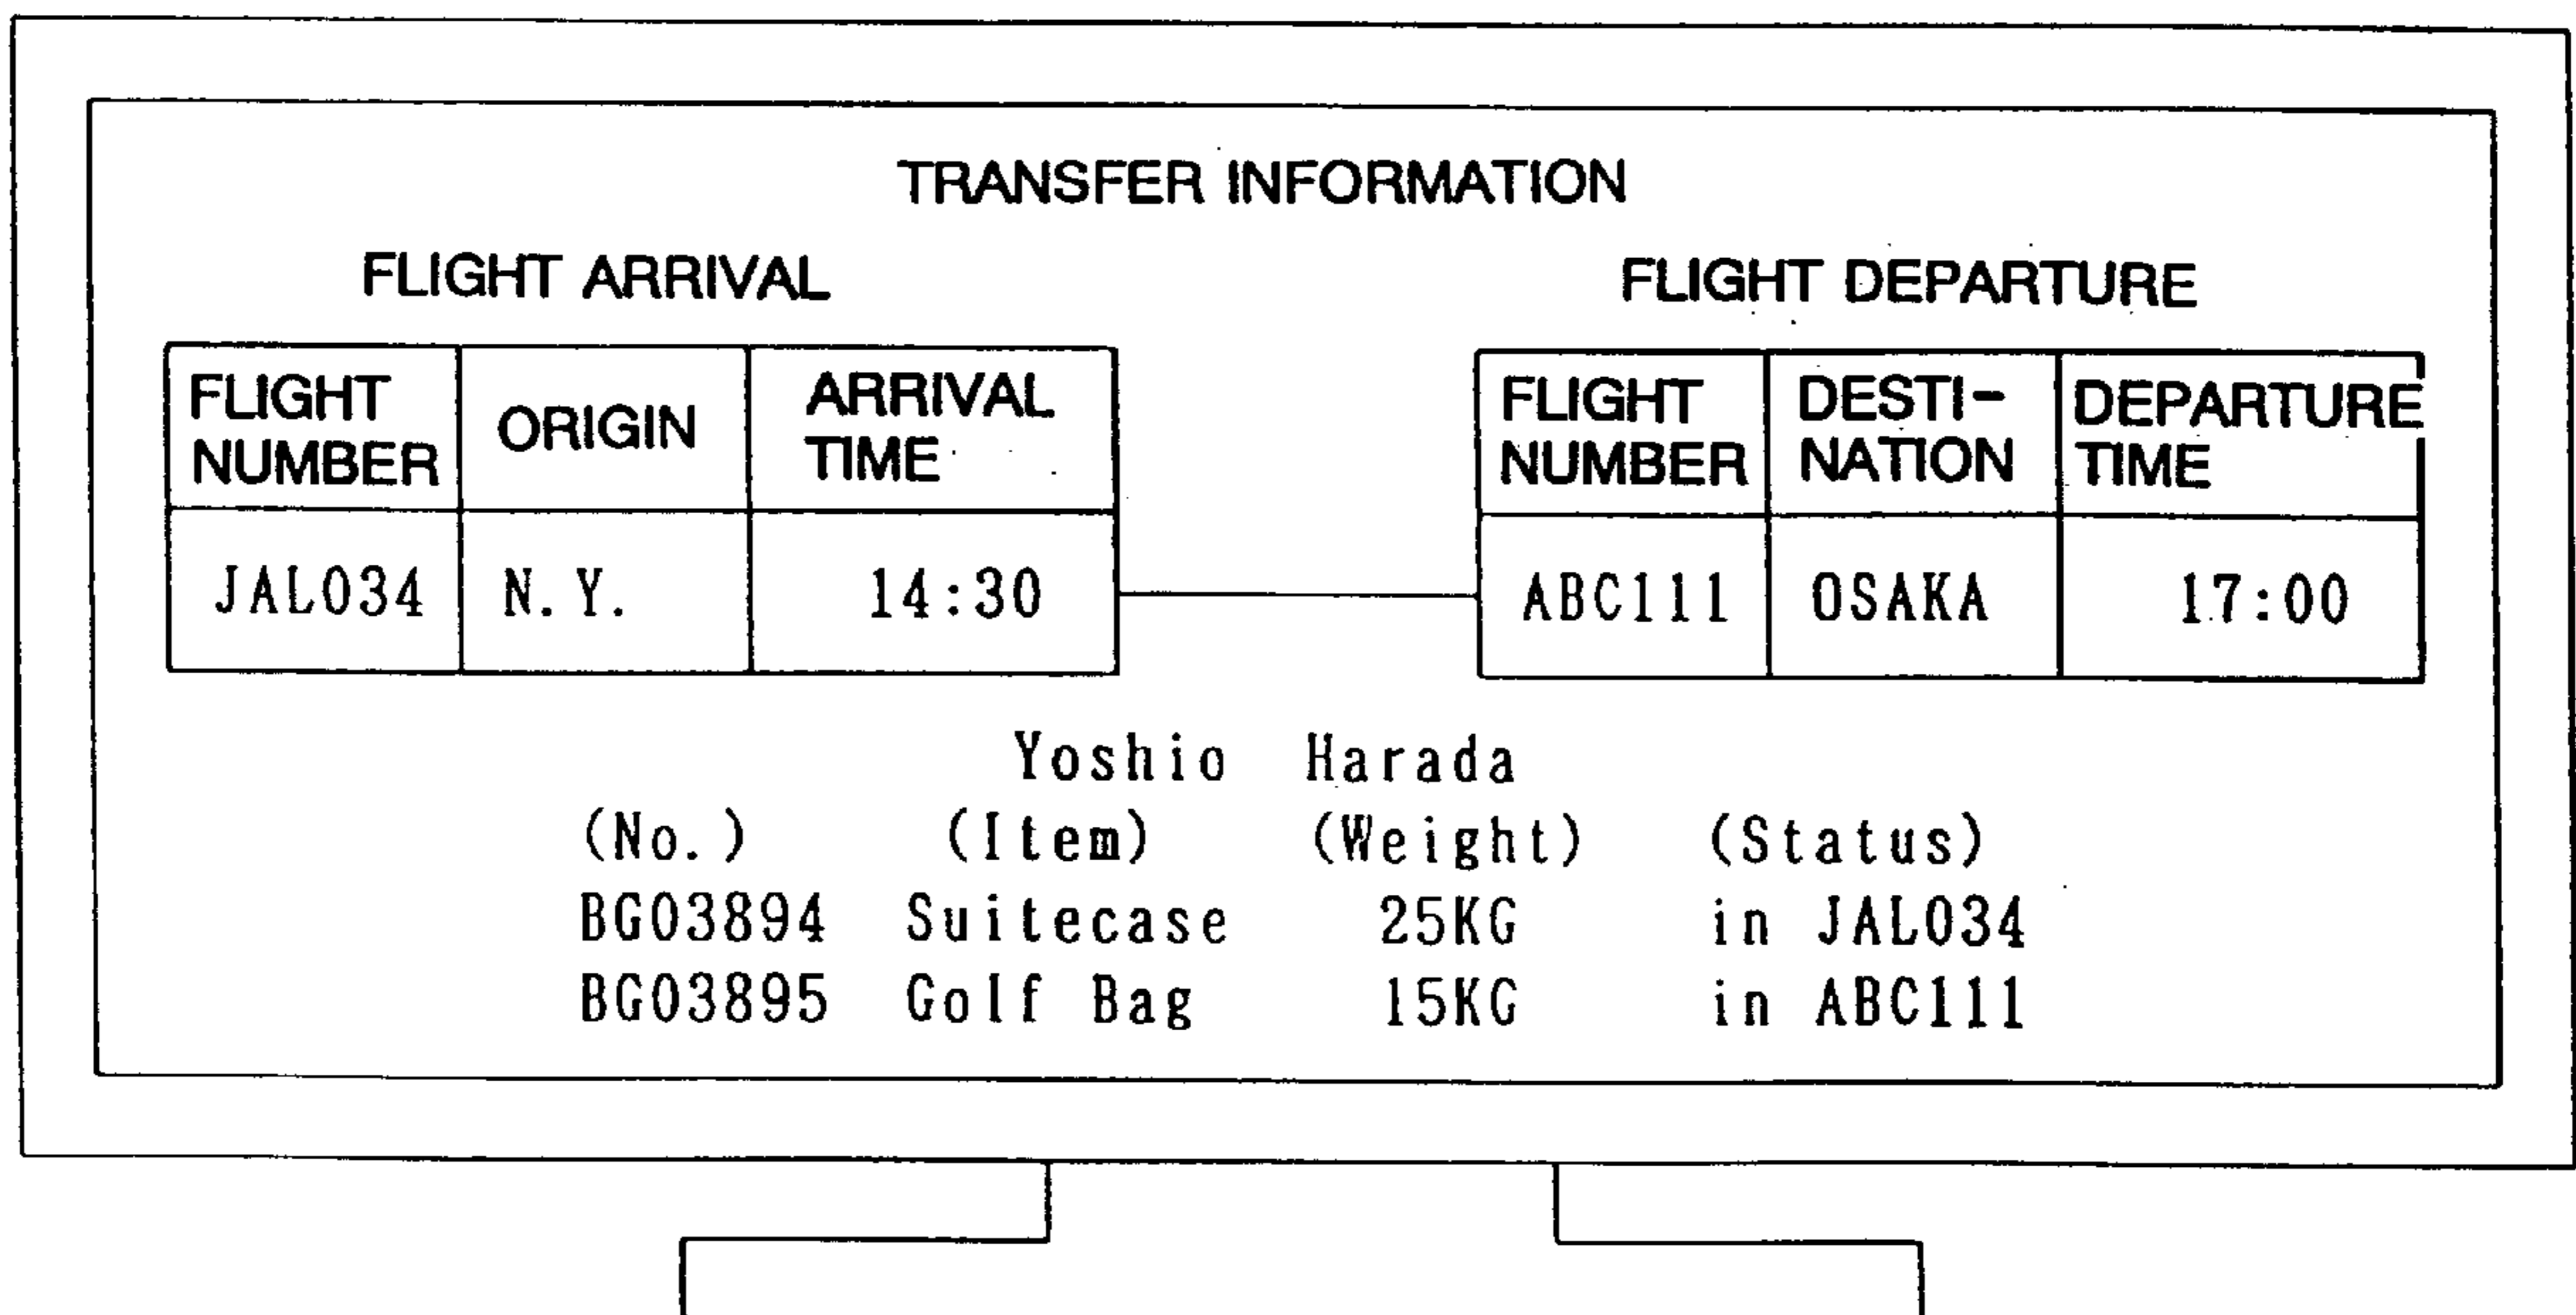 TRANSFER INFORMATION
FLIGHT ARRIVAL
FLIGHT NUMBER ORIGIN ARRIVAL TIME
JAL034 N.Y. 14:30
FLIGHT DEPARTURE
FLIGHT NUMBER DESTI-NATION DEPARTURE TIME
ABC111 OSAKA 17:00
Yoshio Harada
(No.) (Item) (Weight) (Status)
BG03894 Suitecase 25KG in JAL034
BG03895 Golf Bag 15KG in ABC111